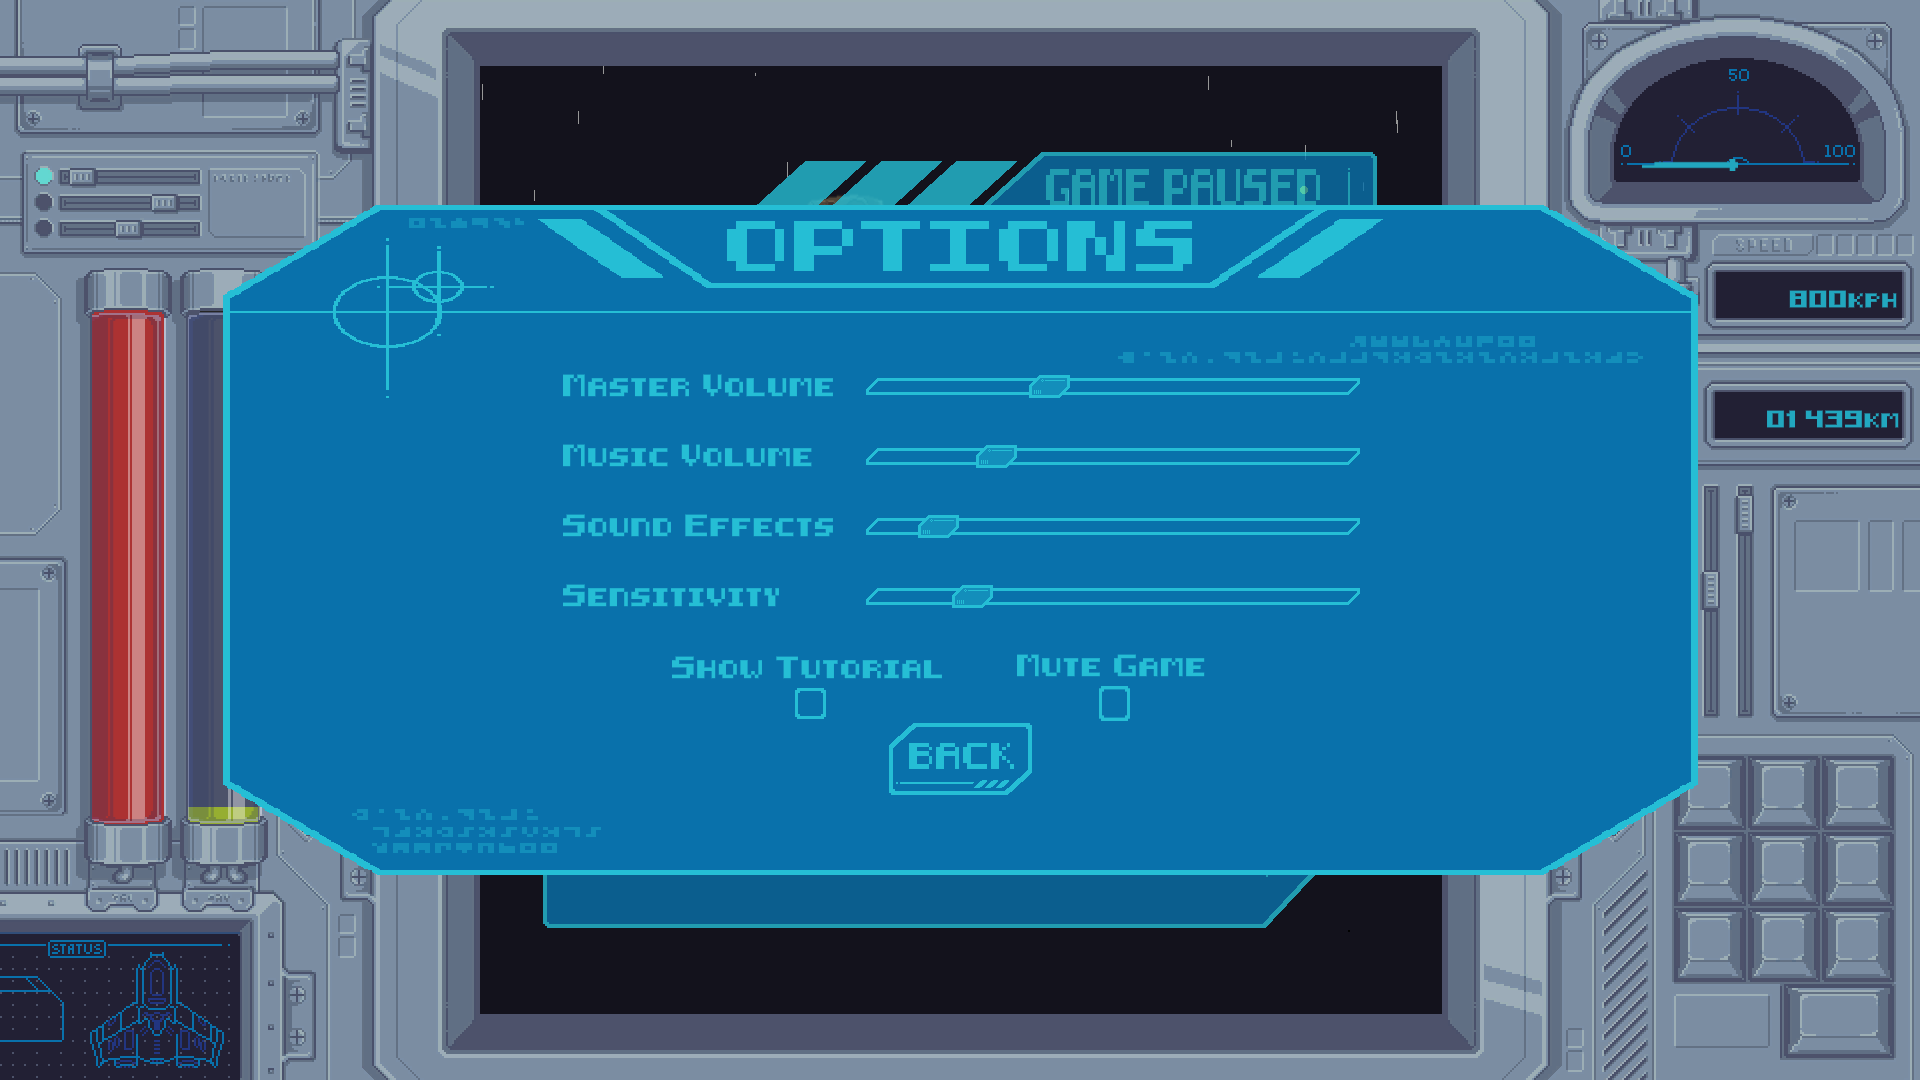 50
0
100
GAME PAUSED
OPTIONS
SPEED
800KPH
01 439KM
MASTER VOLUME
MUSIC VOLUME
SOUND EFFECTS
SENSITIVITY
SHOW TUTORIAL
MUTE GAME
BACK
STATUS